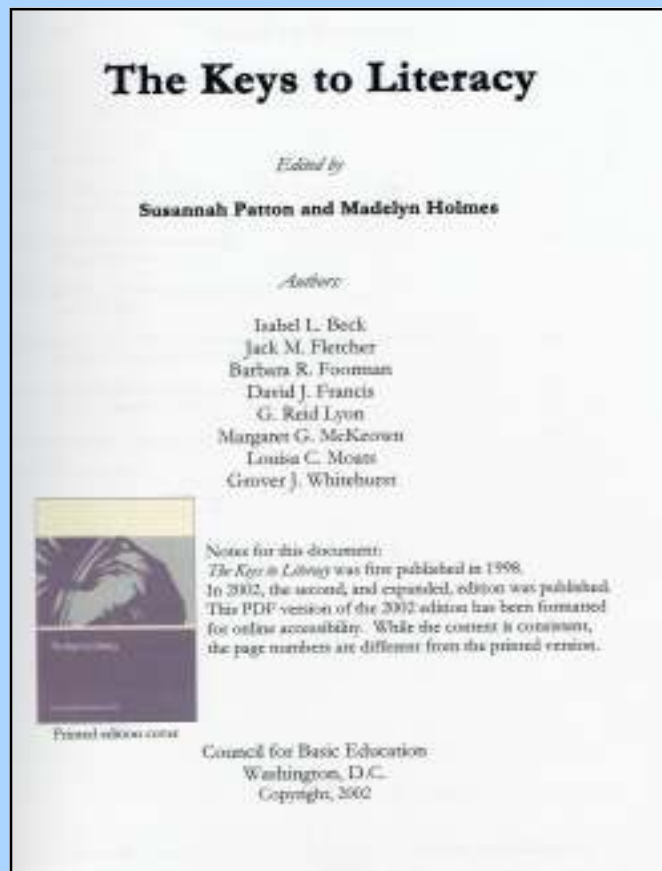 The Keys to Literacy
Edited by
Susannah Patton and Madelyn Holmes
Authors:
Isabel L. Beck
Jack M. Fletcher
Barbara R. Foorman
David J. Francis
G. Reid Lyon
Margaret G. McKeown
Louisa C. Moats
Grover J. Whitehurst
Notes for this document:
The Keys to Literacy was first published in 1998.
In 2002, the second, and expanded, edition was published.
This PDF version of the 2002 edition has been formatted
for online accessibility. While the content is consistent,
the page numbers are different from the printed version.
Printed edition cover
Council for Basic Education
Washington, D.C.
Copyright, 2002